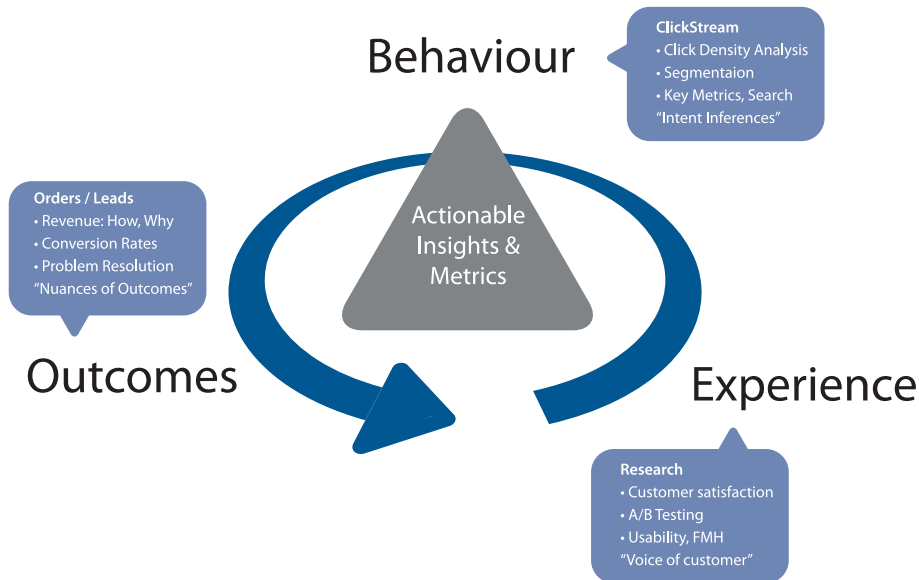 Behaviour
ClickStream
• Click Density Analysis
• Segmentaion
• Key Metrics, Search
“Intent Inferences”
Orders / Leads
• Revenue: How, Why
• Conversion Rates
• Problem Resolution
“Nuances of Outcomes”
Actionable
Insights &
Metrics
Outcomes
Experience
Research
• Customer satisfaction
• A/B Testing
• Usability, FMH
“Voice of customer”